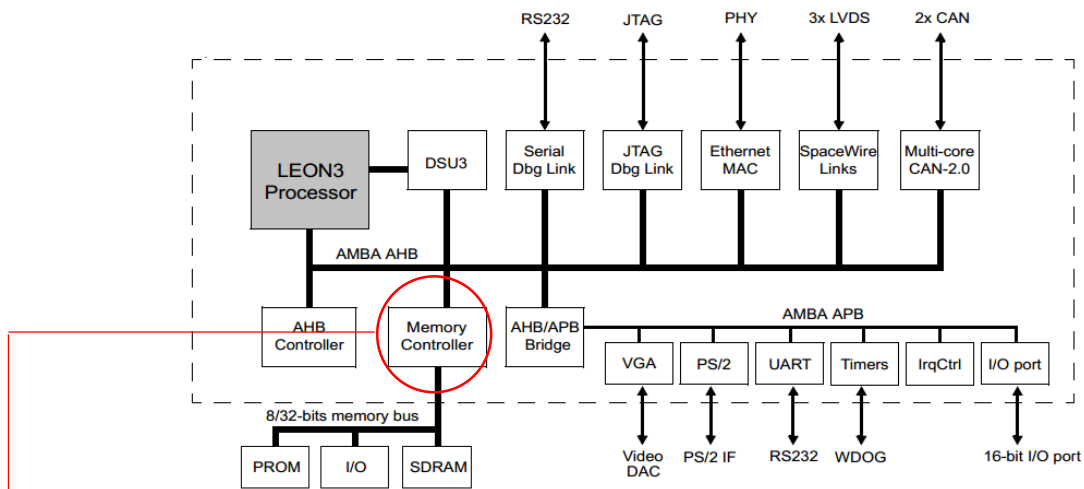 RS232
JTAG
PHY
3x LVDS
2x CAN
LEON3
Processor
DSU3
Serial
Dbg Link
JTAG
Dbg Link
Ethernet
MAC
SpaceWire
Links
Multi-core
CAN-2.0
AMBA AHB
AHB
Controller
Memory
Controller
AHB/APB
Bridge
AMBA APB
VGA
PS/2
UART
Timers
IrqCtrl
I/O port
8/32-bits memory bus
PROM
I/O
SDRAM
Video
DAC
PS/2 IF
RS232
WDOG
16-bit I/O port